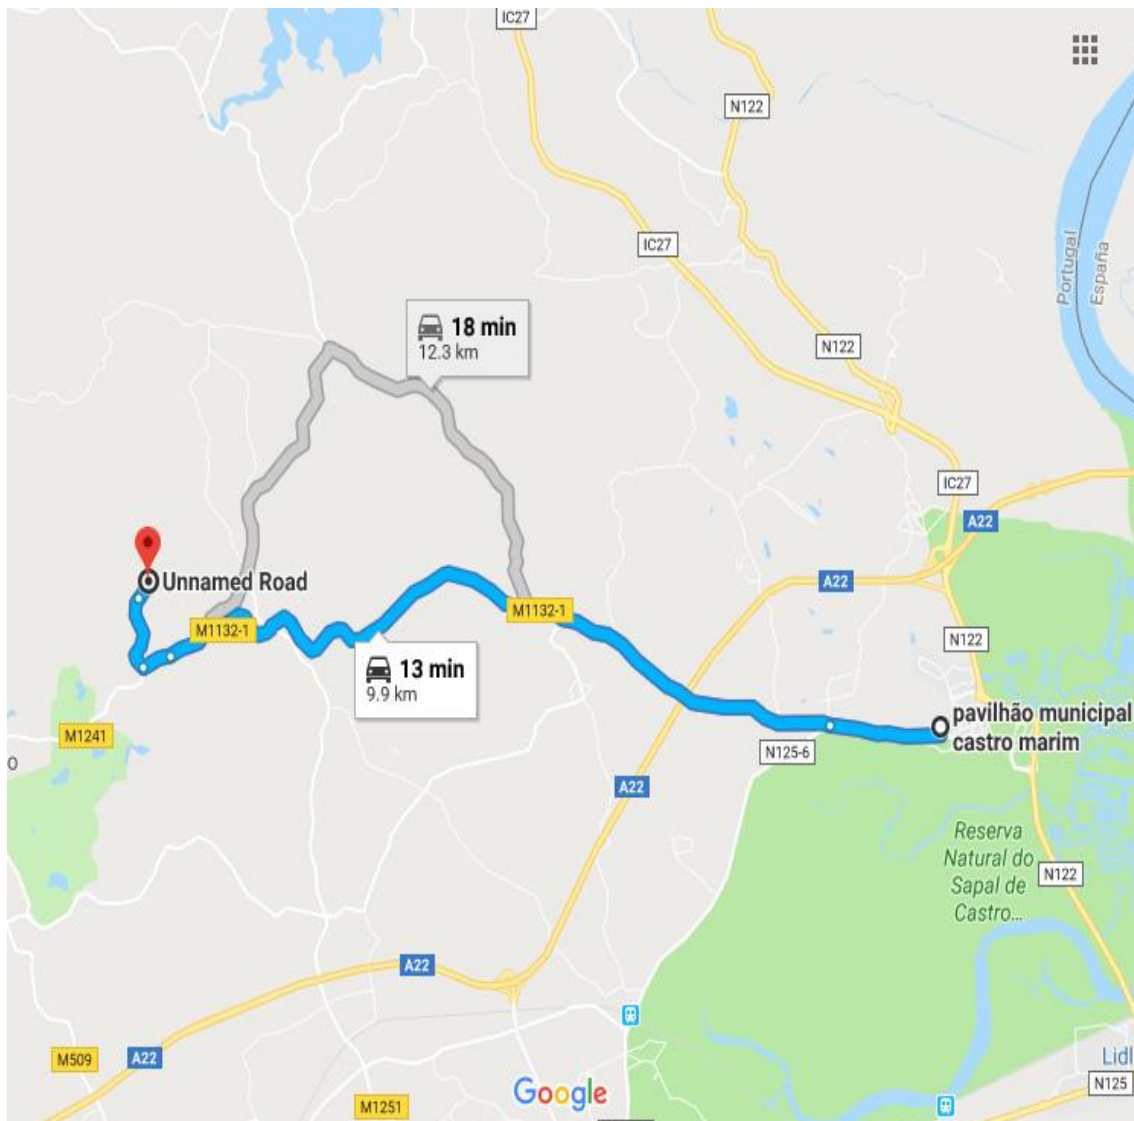 IC27
N122
IC27
Portugal
España
18 min
12.3 km
N122
IC27
A22
A22
Unnamed Road
M1132-1
M1132-1
N122
13 min
9.9 km
pavilhão municipal
castro marim
M1241
N125-6
o
A22
Reserva
Natural do
Sapal de
Castro...
N122
A22
M509
A22
Lidl
N125
Google
M1251